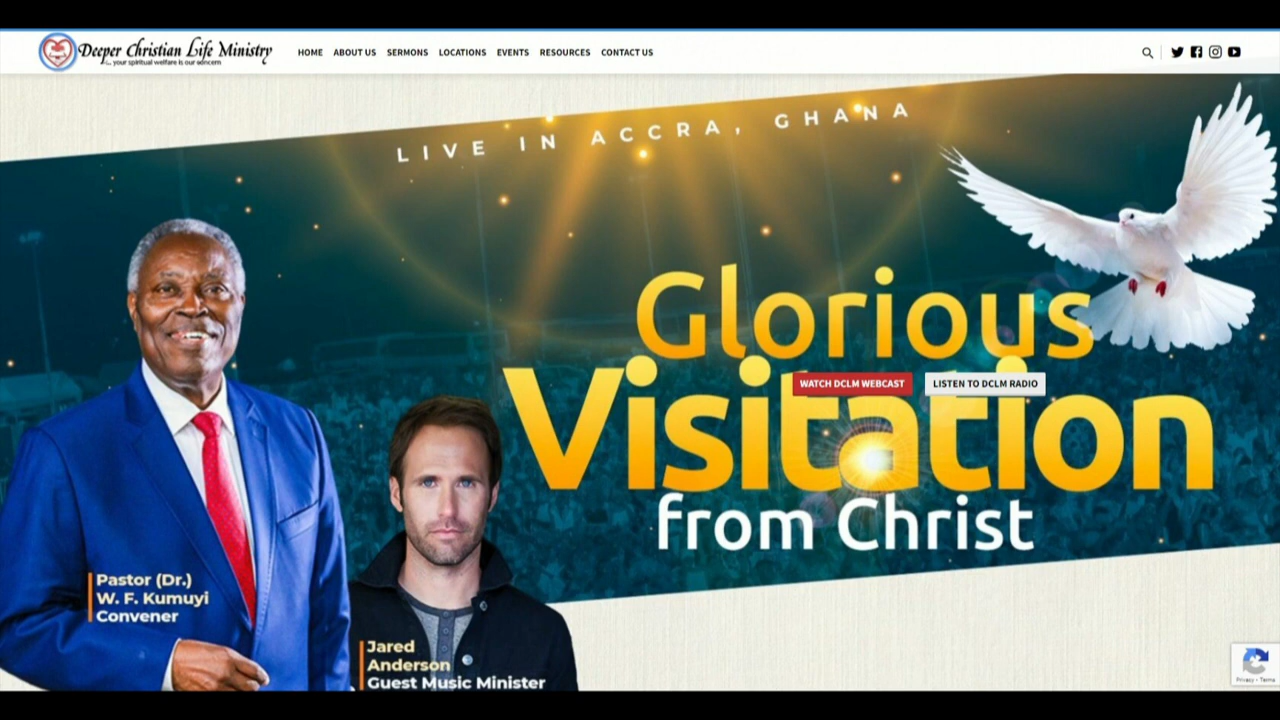 Deeper Christian Life Ministry
... your spiritual welfare is our concern
HOME ABOUT US SERMONS LOCATIONS EVENTS RESOURCES CONTACT US
LIVE IN ACCRA, GHANA
Glorious
Visitation
WATCH DCLM WEBCAST LISTEN TO DCLM RADIO
from Christ
Pastor (Dr.)
W. F. Kumuyi
Convener
Jared
Anderson
Guest Music Minister
Privacy - Terms